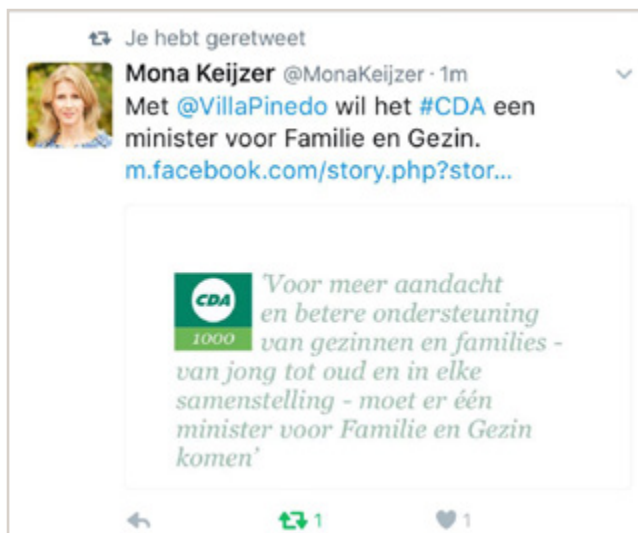 Je hebt geretweet
Mona Keijzer @MonaKeijzer · 1m
Met @VillaPinedo wil het #CDA een
minister voor Familie en Gezin.
m.facebook.com/story.php?stor...
CDA
1000
'Voor meer aandacht
en betere ondersteuning
van gezinnen en families -
van jong tot oud en in elke
samenstelling - moet er één
minister voor Familie en Gezin
komen'
1
1